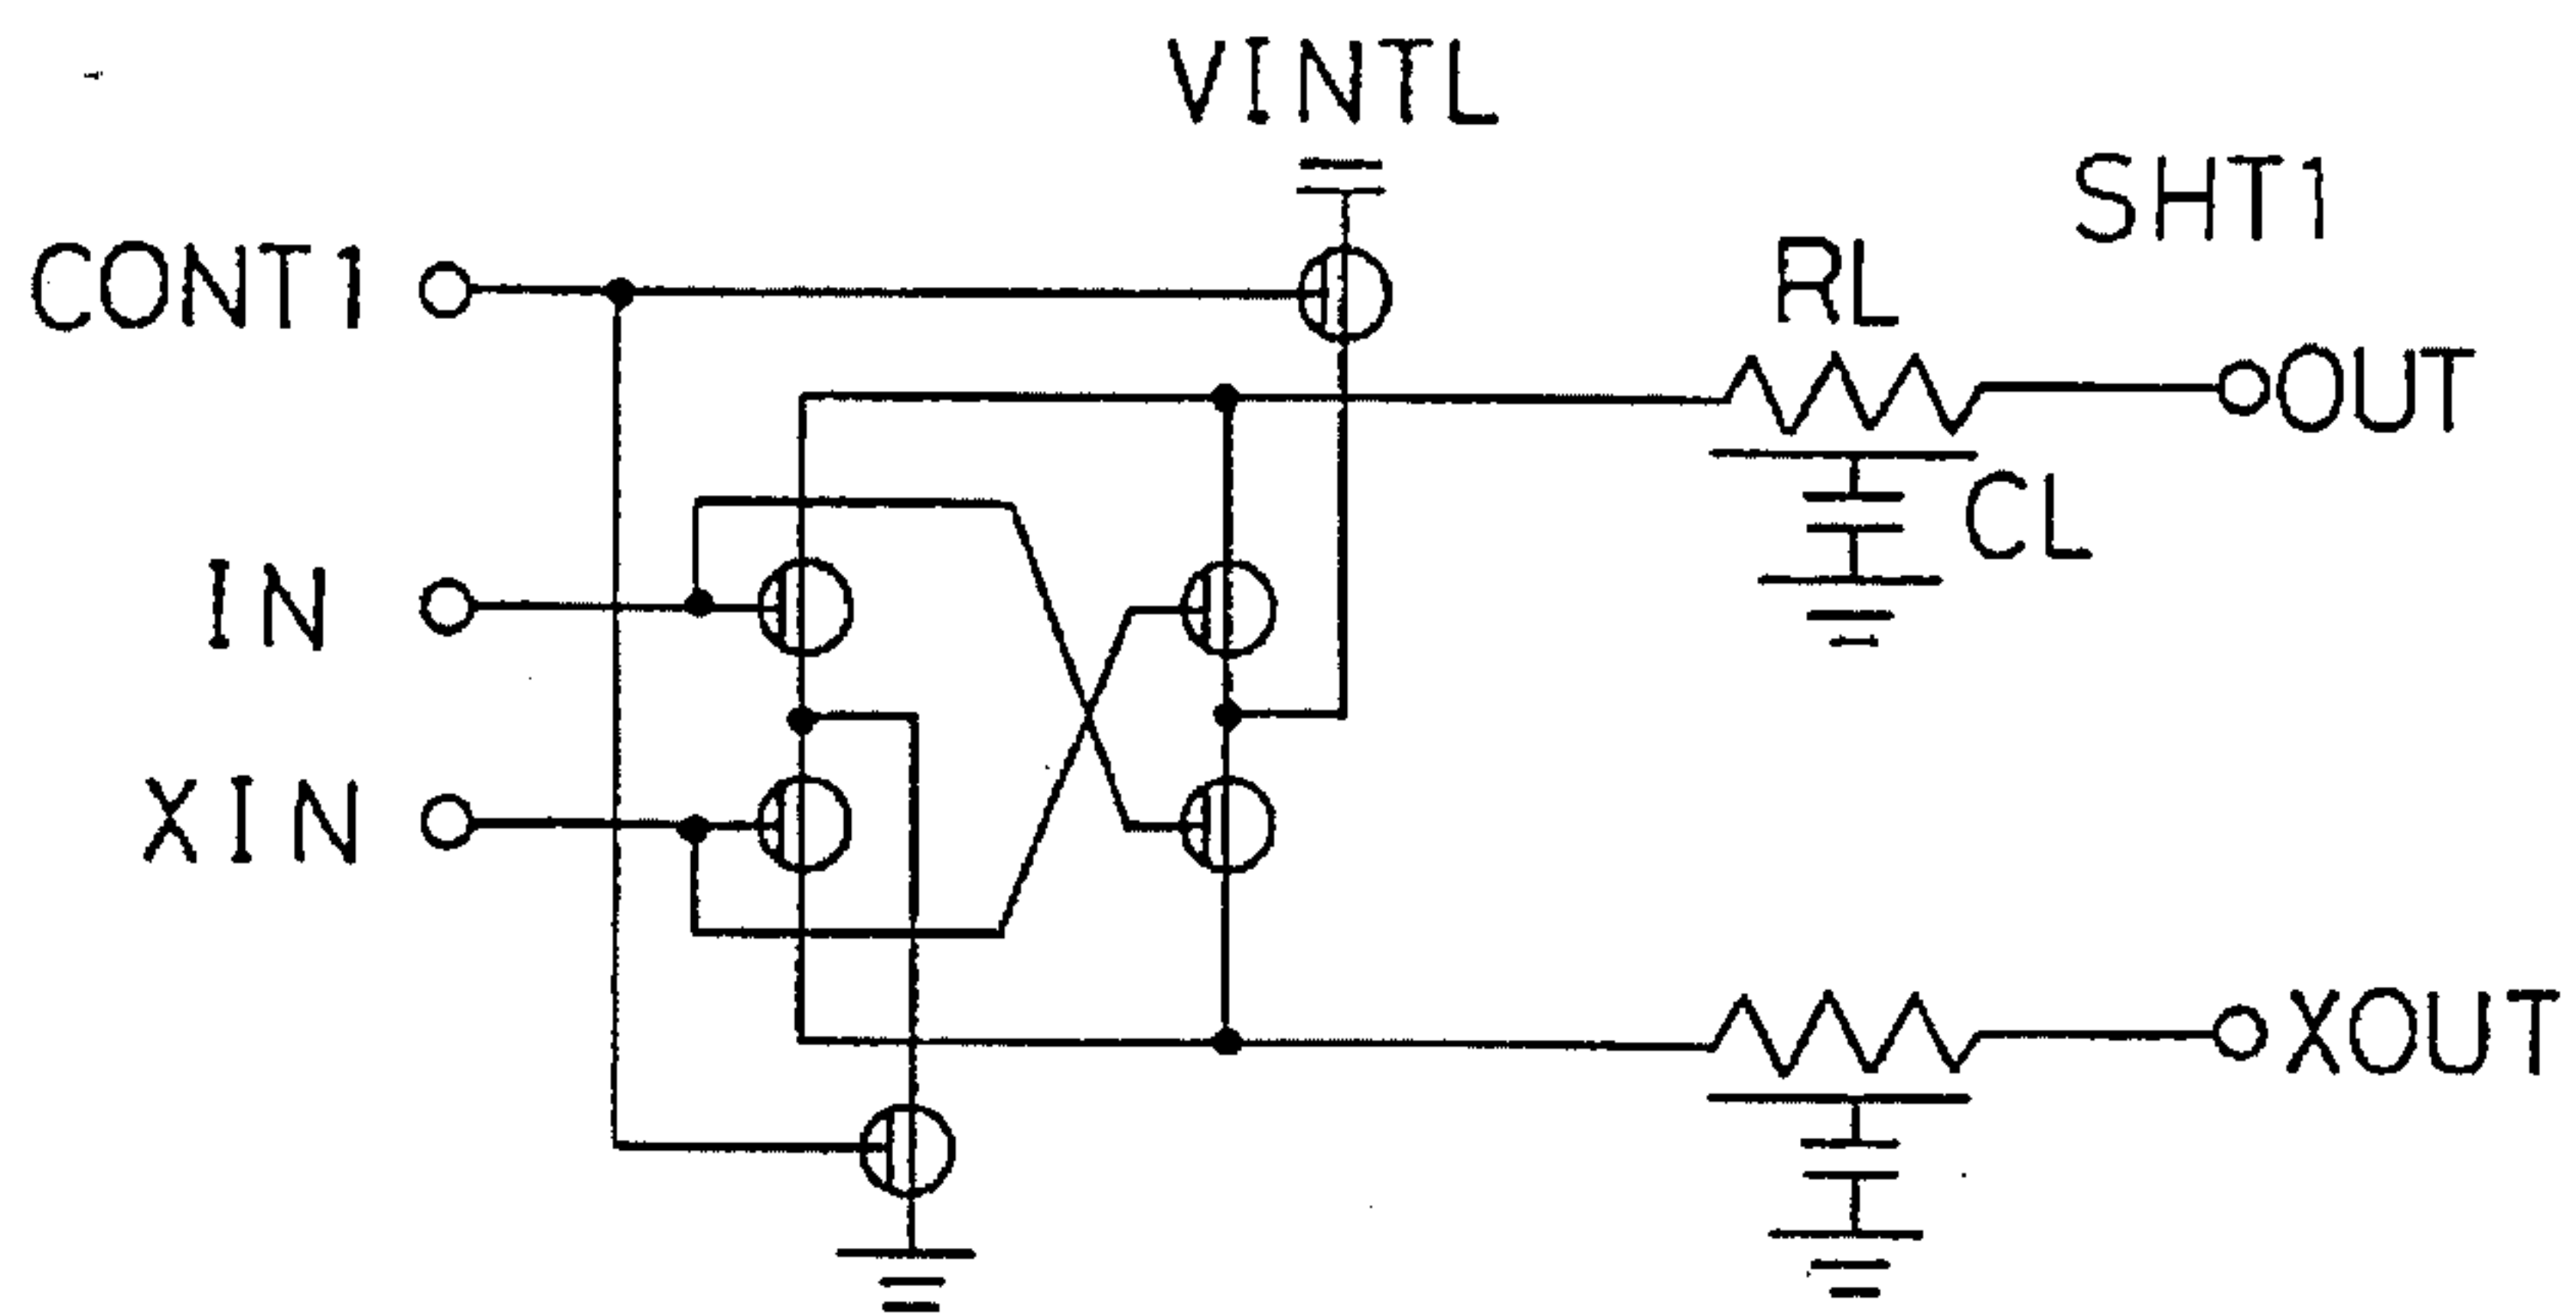 VINTL
SHT1
CONT1
RL
OUT
CL
IN
XIN
XOUT